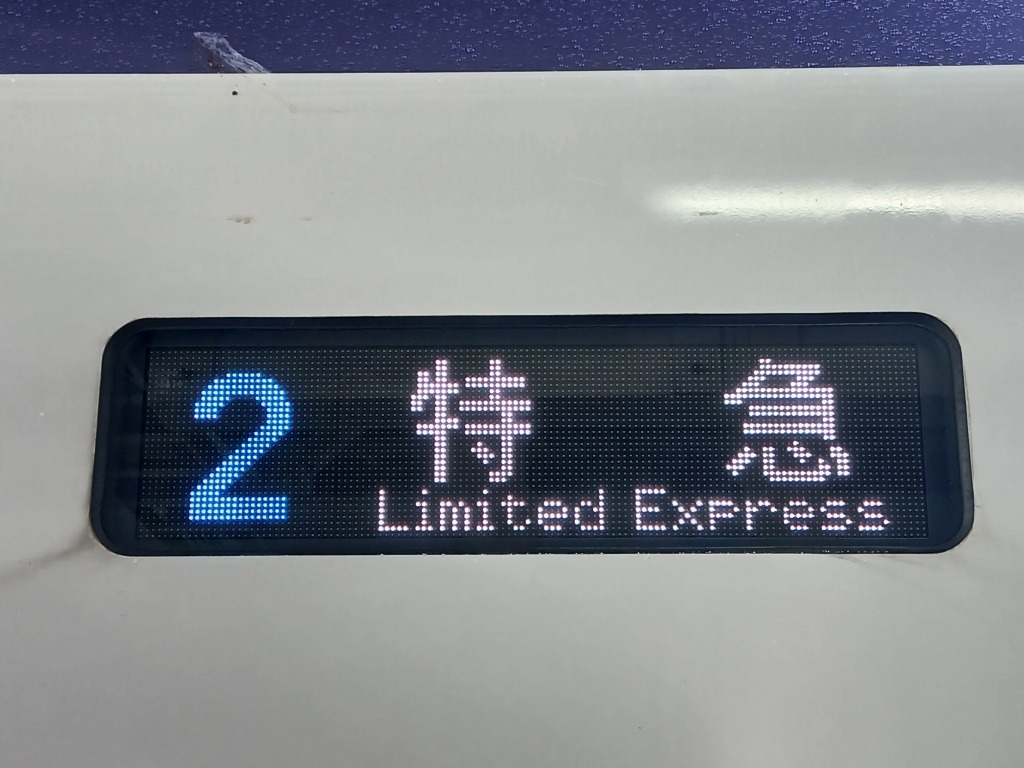 2 特 急
Limited Express